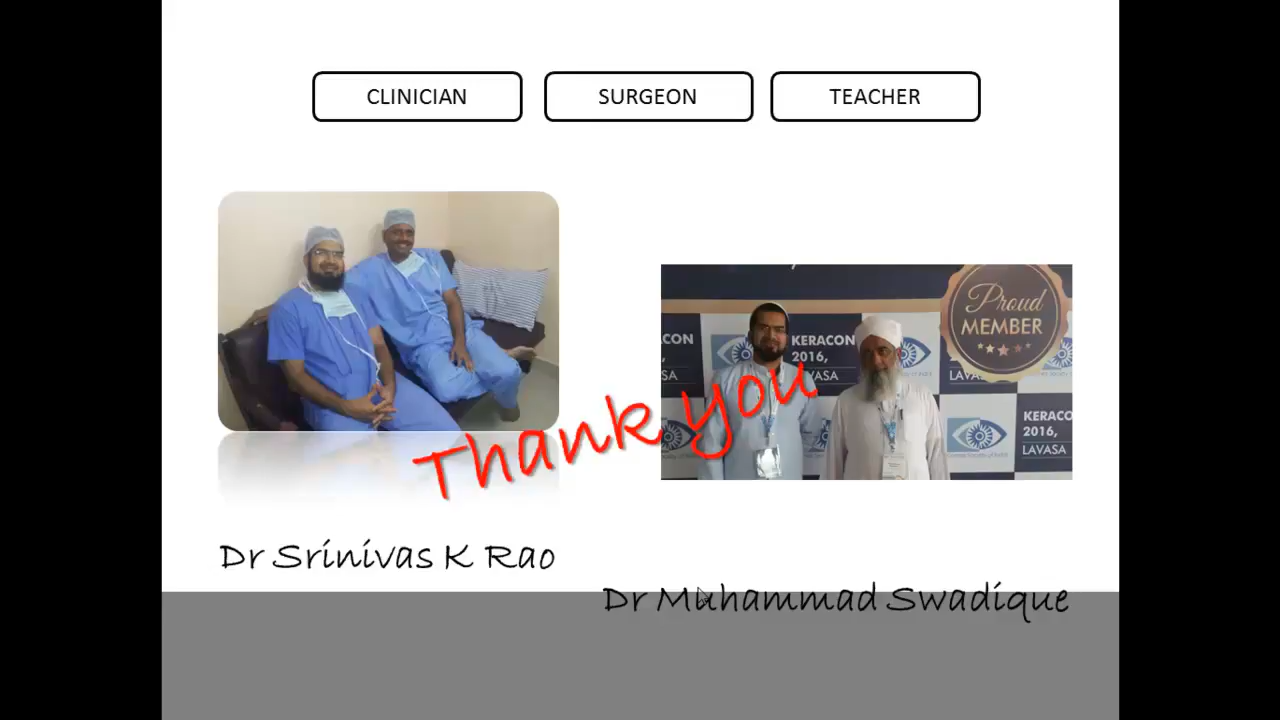 CLINICIAN
SURGEON
TEACHER
Proud
MEMBER
KERACON
2016,
LAVASA
KERACON
2016,
LAVASA
Thank you
Dr Srinivas K Rao
Dr Muhammad Swadique